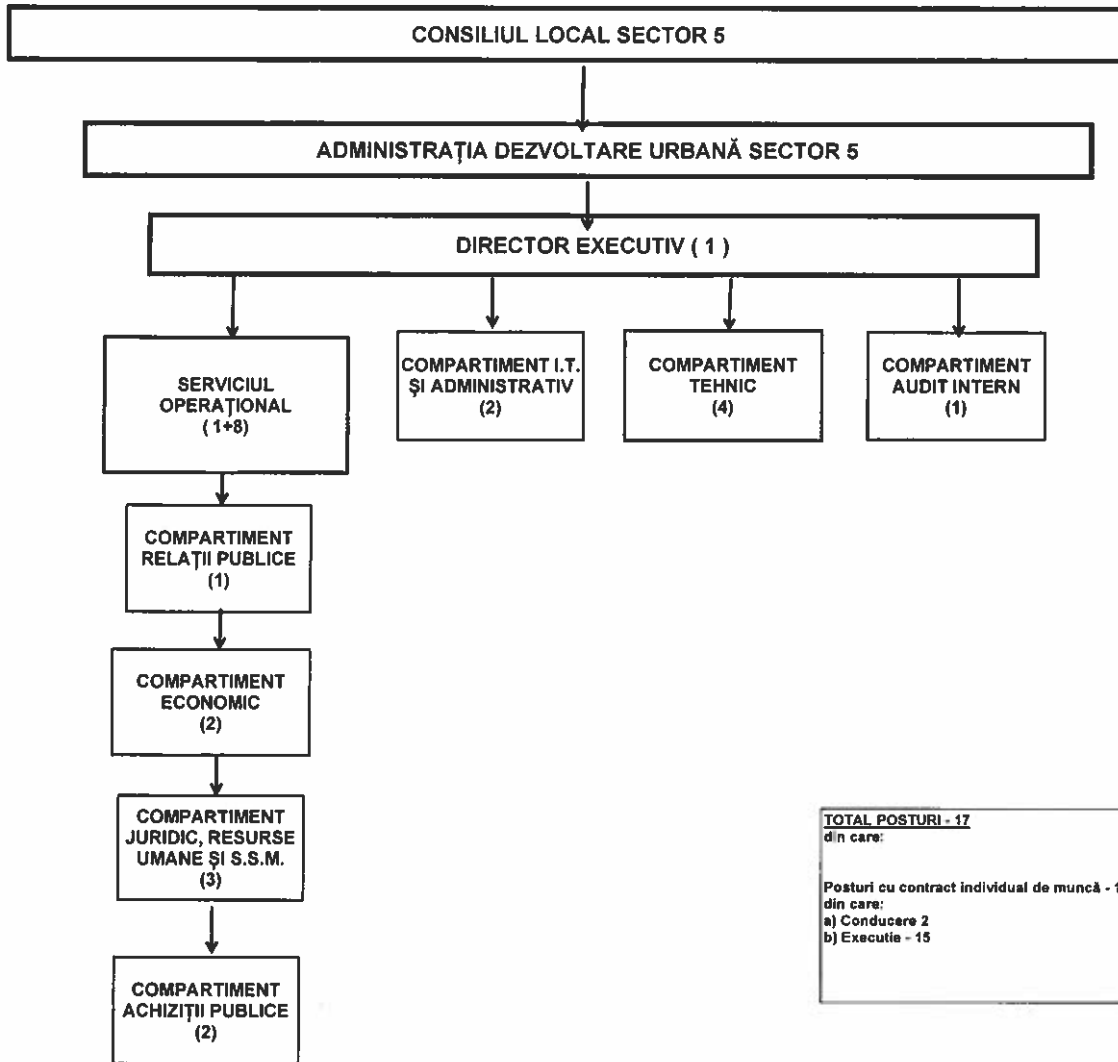 CONSILIUL LOCAL SECTOR 5
ADMINISTRAȚIA DEZVOLTARE URBANĂ SECTOR 5
DIRECTOR EXECUTIV ( 1 )
SERVICIUL
OPERAȚIONAL
( 1+8)
COMPARTIMENT I.T.
ȘI ADMINISTRATIV
(2)
COMPARTIMENT
TEHNIC
(4)
COMPARTIMENT
AUDIT INTERN
(1)
COMPARTIMENT
RELAȚII PUBLICE
(1)
COMPARTIMENT
ECONOMIC
(2)
COMPARTIMENT
JURIDIC, RESURSE
UMANE ȘI S.S.M.
(3)
COMPARTIMENT
ACHIZIȚII PUBLICE
(2)
TOTAL POSTURI - 17
din care:
Posturi cu contract individual de muncă -
din care:
a) Conducere 2
b) Executie - 15